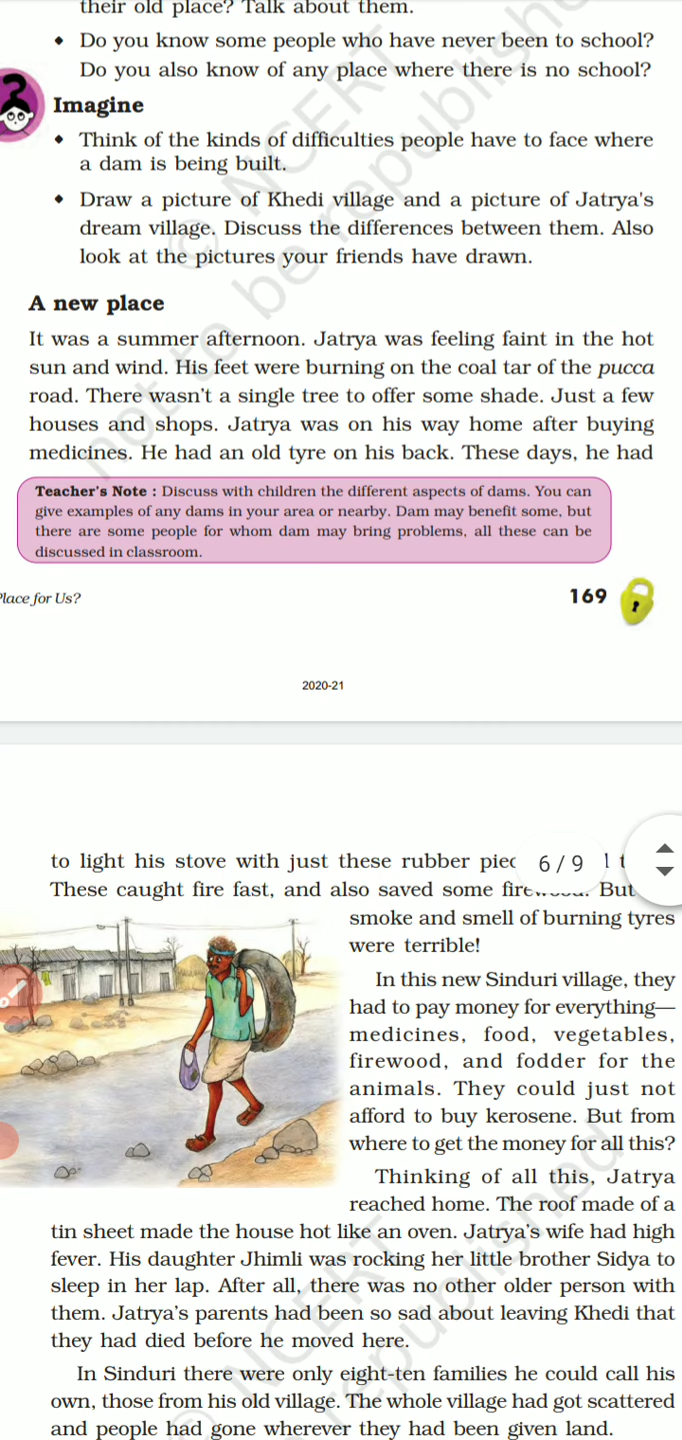 their old place? Talk about them.
• Do you know some people who have never been to school?
Do you also know of any place where there is no school?
Imagine
• Think of the kinds of difficulties people have to face where
a dam is being built.
• Draw a picture of Khedi village and a picture of Jatrya's
dream village. Discuss the differences between them. Also
look at the pictures your friends have drawn.
A new place
It was a summer afternoon. Jatrya was feeling faint in the hot
sun and wind. His feet were burning on the coal tar of the pucca
road. There wasn't a single tree to offer some shade. Just a few
houses and shops. Jatrya was on his way home after buying
medicines. He had an old tyre on his back. These days, he had
Teacher's Note : Discuss with children the different aspects of dams. You can
give examples of any dams in your area or nearby. Dam may benefit some, but
there are some people for whom dam may bring problems, all these can be
discussed in classroom.
Place for Us?
169
2020-21
to light his stove with just these rubber
6 / 9
These caught fire fast, and also saved some But
smoke and smell of burning tyres
were terrible!
In this new Sinduri village, they
had to pay money for everything—
medicines, food, vegetables,
firewood, and fodder for the
animals. They could just not
afford to buy kerosene. But from
where to get the money for all this?
Thinking of all this, Jatrya
reached home. The roof made of a
tin sheet made the house hot like an oven. Jatrya's wife had high
fever. His daughter Jhimli was rocking her little brother Sidya to
sleep in her lap. After all, there was no other older person with
them. Jatrya's parents had been so sad about leaving Khedi that
they had died before he moved here.
In Sinduri there were only eight-ten families he could call his
own, those from his old village. The whole village had got scattered
and people had gone wherever they had been given land.
© NCERT
not to be republished
© NCERT
republished